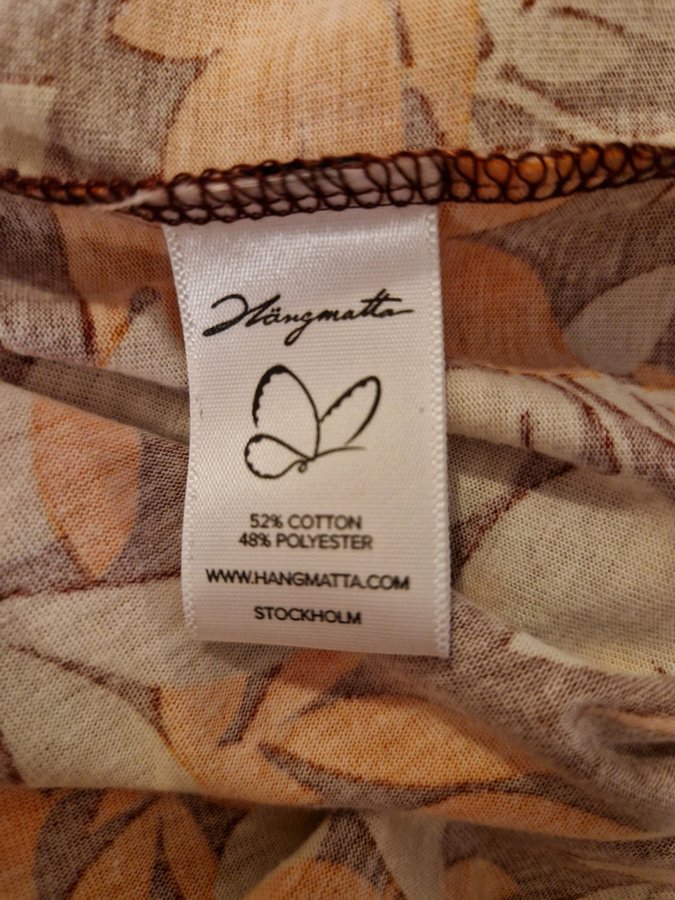 Hängmatta
52% COTTON
48% POLYESTER
WWW.HANGMATTA.COM
STOCKHOLM